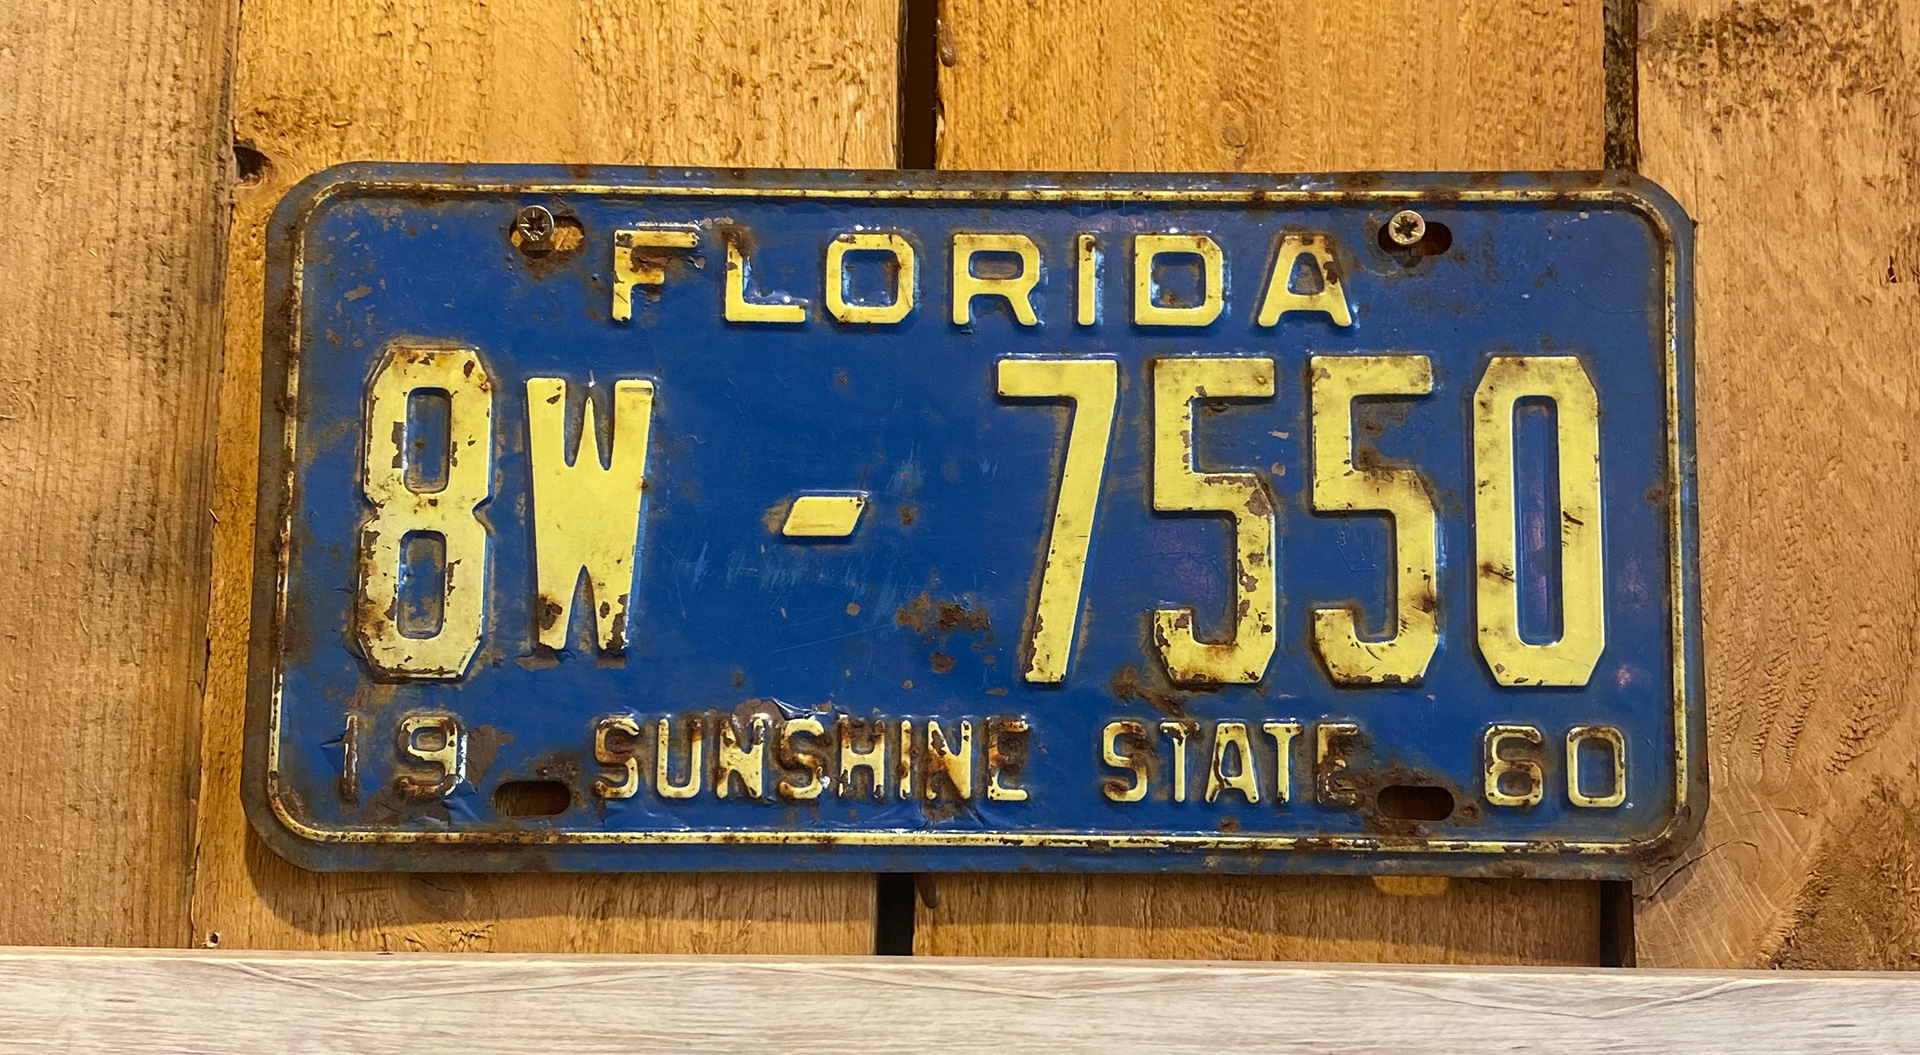 FLORIDA
8W - 7550
19 SUNSHINE STATE 60